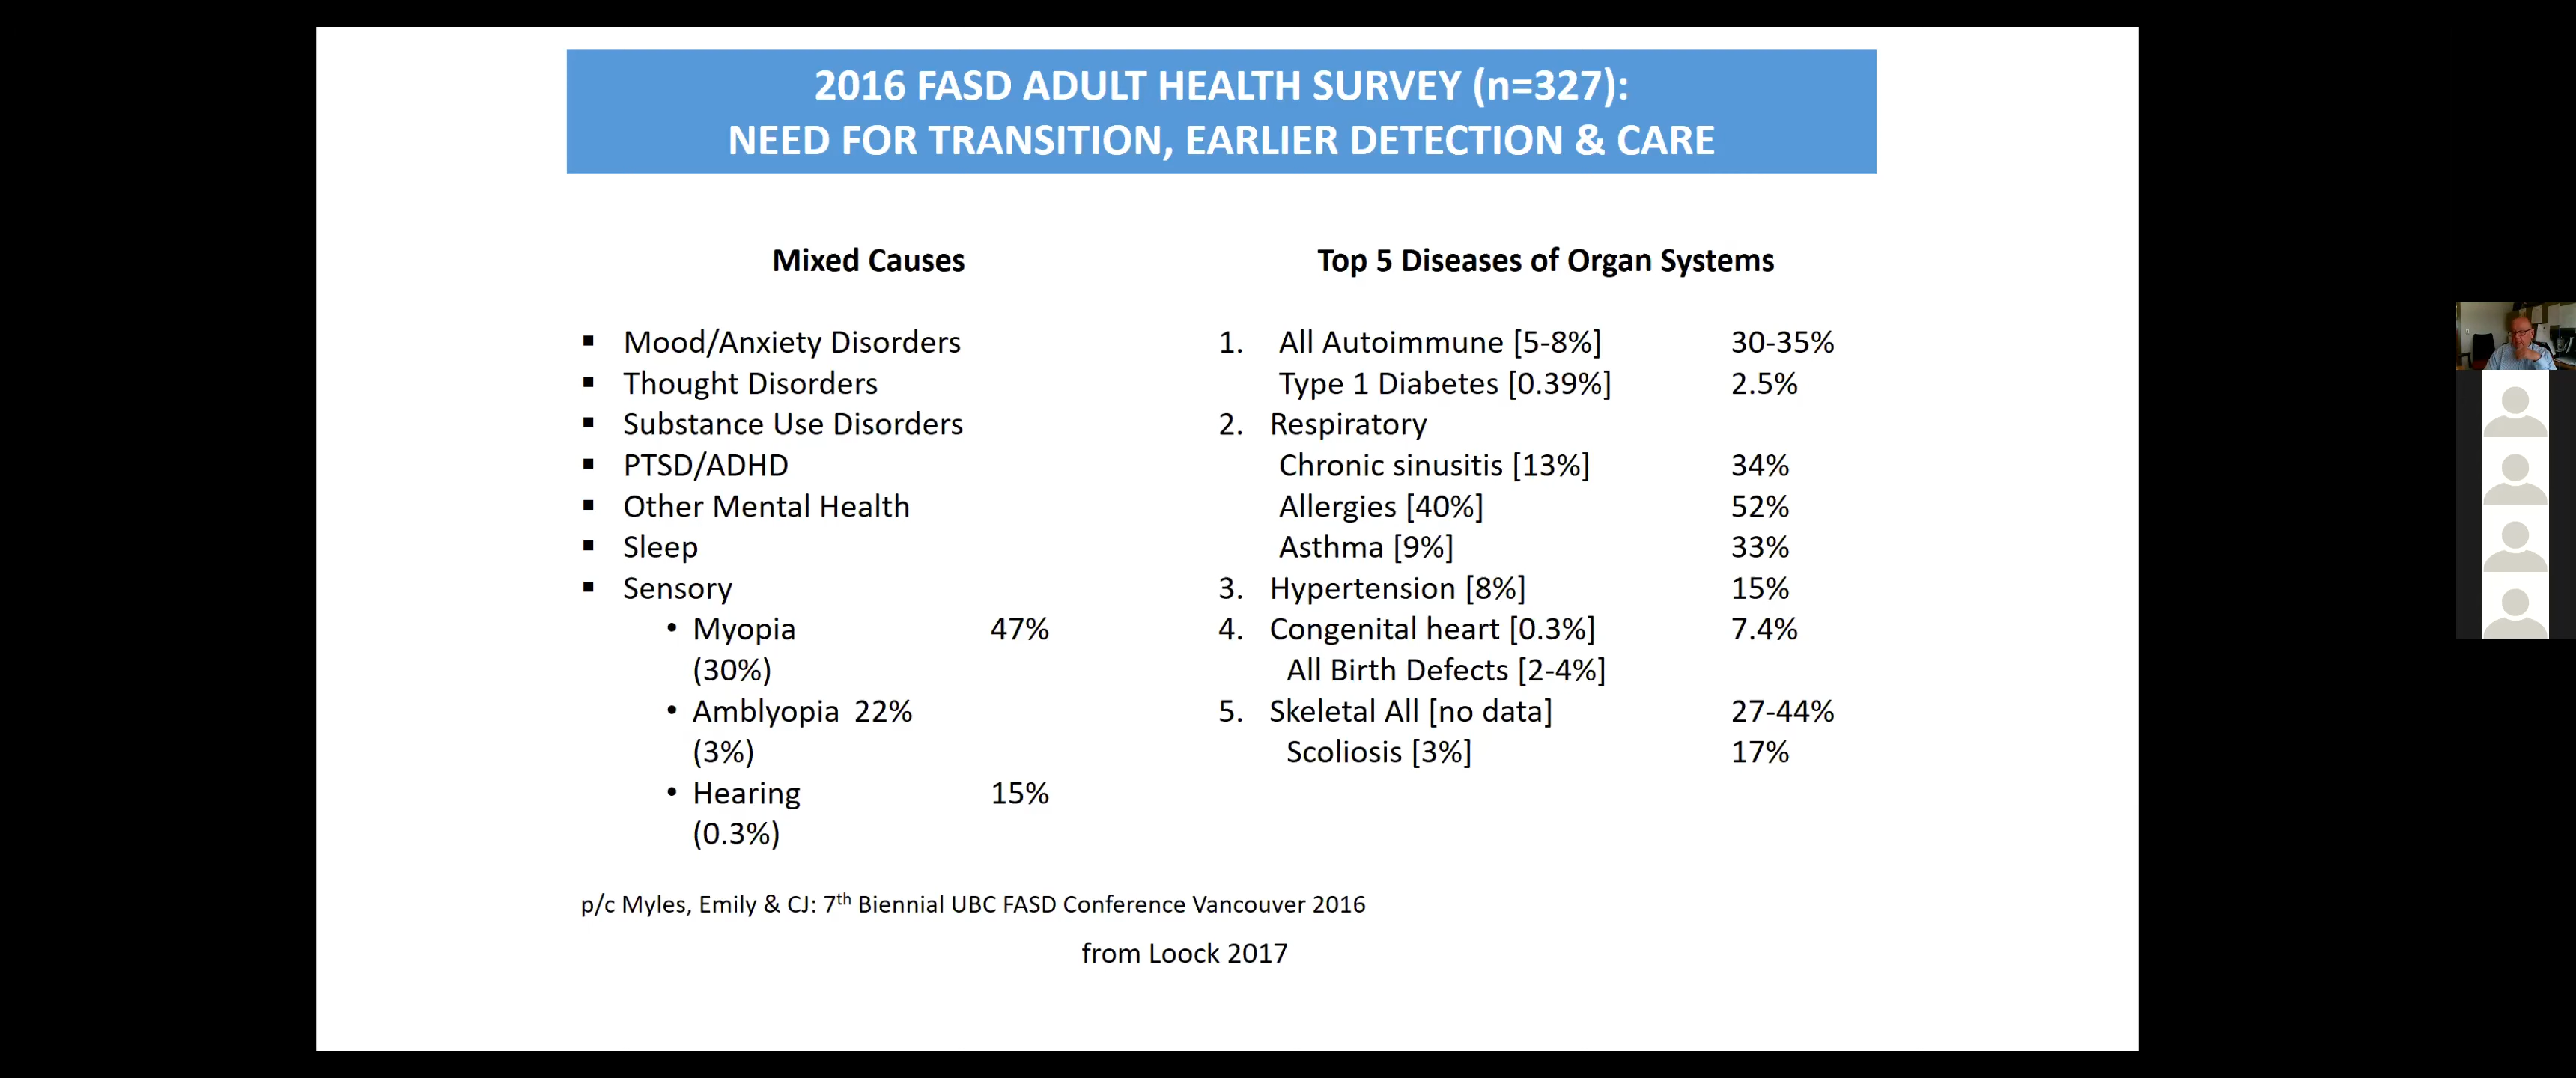 2016 FASD ADULT HEALTH SURVEY (n=327):
NEED FOR TRANSITION, EARLIER DETECTION & CARE
Mixed Causes
▪ Mood/Anxiety Disorders
▪ Thought Disorders
▪ Substance Use Disorders
▪ PTSD/ADHD
▪ Other Mental Health
▪ Sleep
▪ Sensory
• Myopia 47%
(30%)
• Amblyopia 22%
(3%)
• Hearing 15%
(0.3%)
Top 5 Diseases of Organ Systems
1. All Autoimmune [5-8%] 30-35%
Type 1 Diabetes [0.39%] 2.5%
2. Respiratory
Chronic sinusitis [13%] 34%
Allergies [40%] 52%
Asthma [9%] 33%
3. Hypertension [8%] 15%
4. Congenital heart [0.3%] 7.4%
All Birth Defects [2-4%]
5. Skeletal All [no data] 27-44%
Scoliosis [3%] 17%
p/c Myles, Emily & CJ: 7th Biennial UBC FASD Conference Vancouver 2016
from Loock 2017